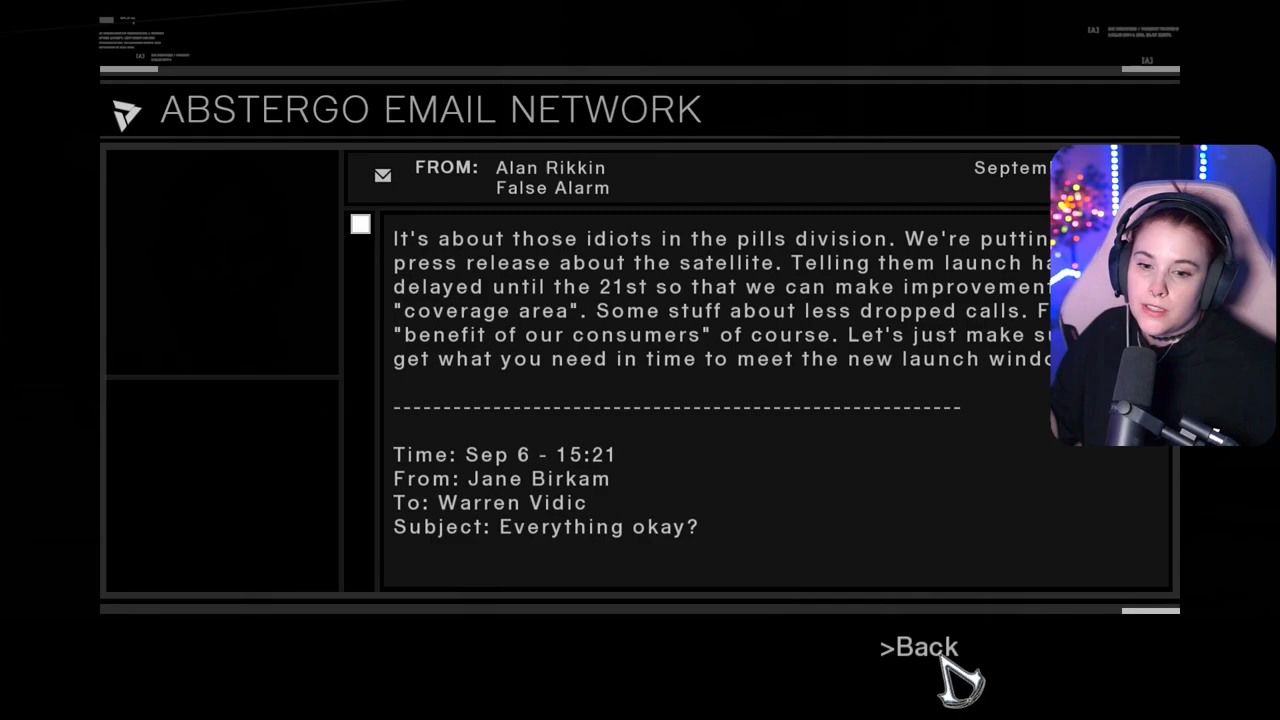 ABSTERGO EMAIL NETWORK
FROM: Alan Rikkin
False Alarm
Septem
It's about those idiots in the pills division. We're puttin
press release about the satellite. Telling them launch ha
delayed until the 21st so that we can make improvement
"coverage area". Some stuff about less dropped calls. F
"benefit of our consumers" of course. Let's just make su
get what you need in time to meet the new launch windo
---------------------------------------------------------
Time: Sep 6 - 15:21
From: Jane Birkam
To: Warren Vidic
Subject: Everything okay?
>Back